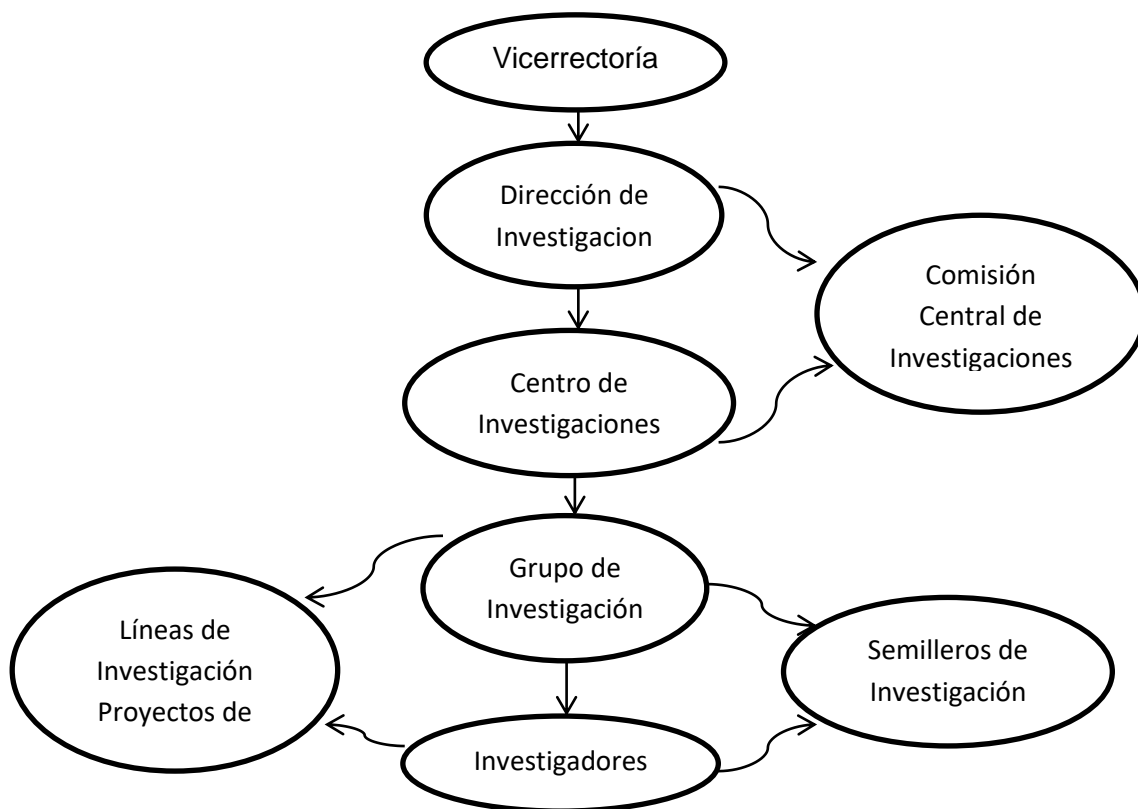 Vicerrectoría
Dirección de
Investigacion
Comisión
Central de
Investigaciones
Centro de
Investigaciones
Grupo de
Investigación
Líneas de
Investigación
Proyectos de
Semilleros de
Investigación
Investigadores